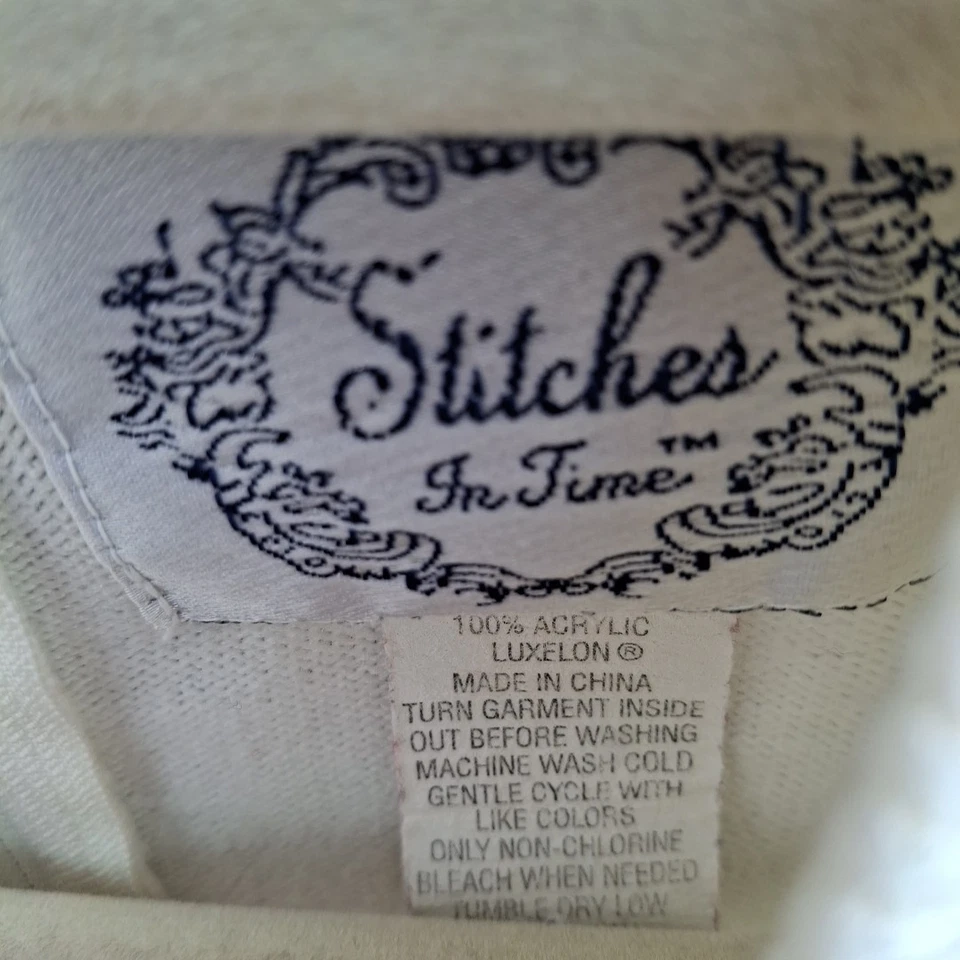 Stitches
In Time™
100% ACRYLIC
LUXELON®
MADE IN CHINA
TURN GARMENT INSIDE
OUT BEFORE WASHING
MACHINE WASH COLD
GENTLE CYCLE WITH
LIKE COLORS
ONLY NON-CHLORINE
BLEACH WHEN NEEDED
TUMBLE DRY LOW